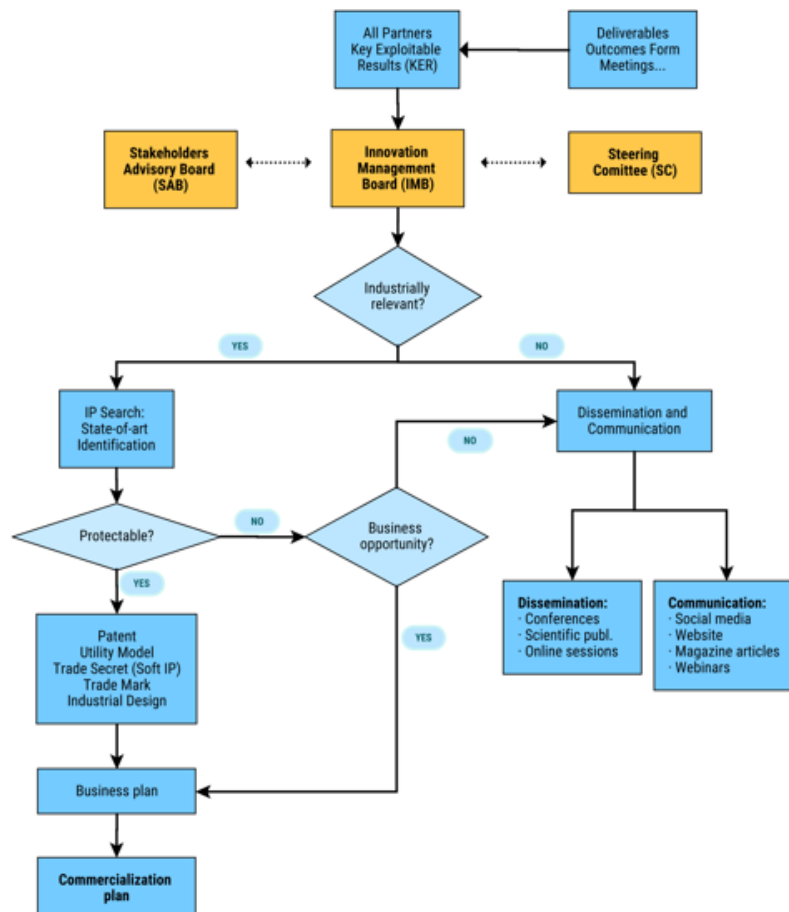 All Partners
Key Exploitable
Results (KER)
Deliverables
Outcomes Form
Meetings...
Stakeholders
Advisory Board
(SAB)
Innovation
Management
Board (IMB)
Steering
Comittee (SC)
Industrially
relevant?
YES
NO
IP Search:
State-of-art
Identification
Dissemination and
Communication
NO
Protectable?
NO
Business
opportunity?
YES
Patent
Utility Model
Trade Secret (Soft IP)
Trade Mark
Industrial Design
YES
Dissemination:
· Conferences
· Scientific publ.
· Online sessions
Communication:
· Social media
· Website
· Magazine articles
· Webinars
Business plan
Commercialization
plan